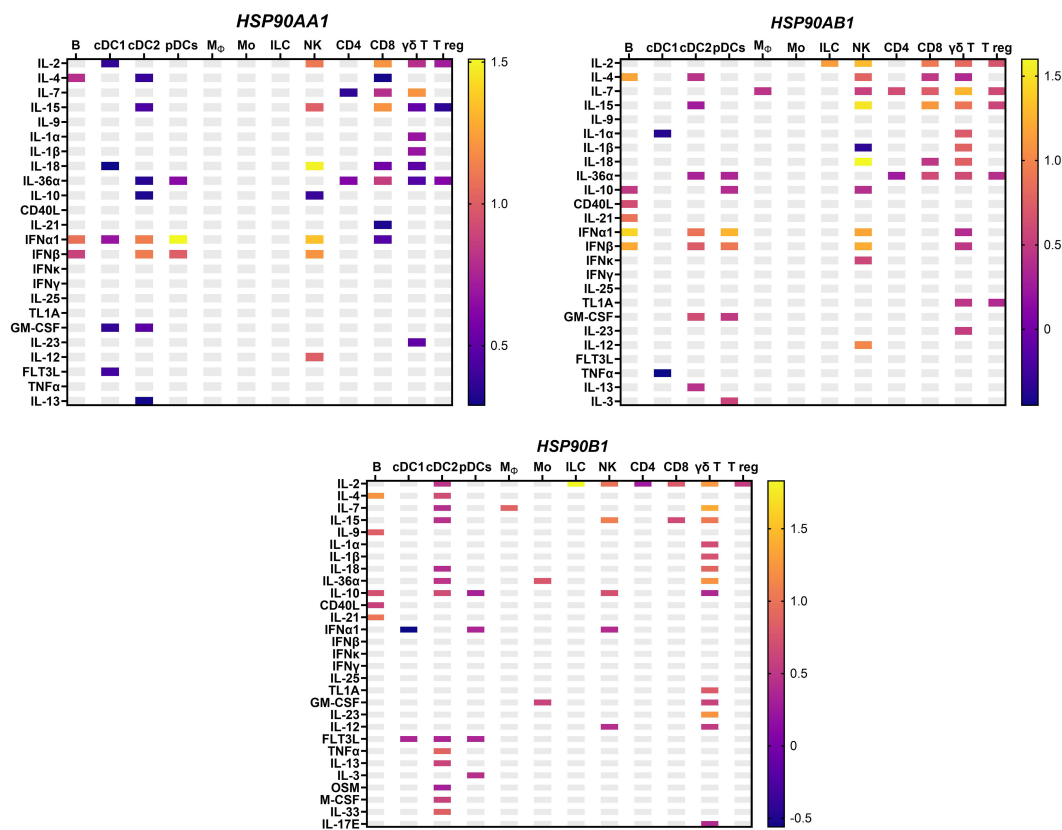 HSP90AA1
B cDC1 cDC2 pDCs MΦ Mo ILC NK CD4 CD8 γδ T T reg
IL-2
IL-4
IL-7
IL-15
IL-9
IL-1α
IL-1β
IL-18
IL-36α
IL-10
CD40L
IL-21
IFNα1
IFNβ
IFNκ
IFNγ
IL-25
TL1A
GM-CSF
IL-23
IL-12
FLT3L
TNFα
IL-13
1.5
1.0
0.5
HSP90AB1
B cDC1 cDC2 pDCs MΦ Mo ILC NK CD4 CD8 γδ T T reg
IL-2
IL-4
IL-7
IL-15
IL-9
IL-1α
IL-1β
IL-18
IL-36α
IL-10
CD40L
IL-21
IFNα1
IFNβ
IFNκ
IFNγ
IL-25
TL1A
GM-CSF
IL-23
IL-12
FLT3L
TNFα
IL-13
IL-3
1.5
1.0
0.5
0
HSP90B1
B cDC1 cDC2 pDCs MΦ Mo ILC NK CD4 CD8 γδ T T reg
IL-2
IL-4
IL-7
IL-15
IL-9
IL-1α
IL-1β
IL-18
IL-36α
IL-10
CD40L
IL-21
IFNα1
IFNβ
IFNκ
IFNγ
IL-25
TL1A
GM-CSF
IL-23
IL-12
FLT3L
TNFα
IL-13
IL-3
OSM
M-CSF
IL-33
IL-17E
1.5
1.0
0.5
0
-0.5